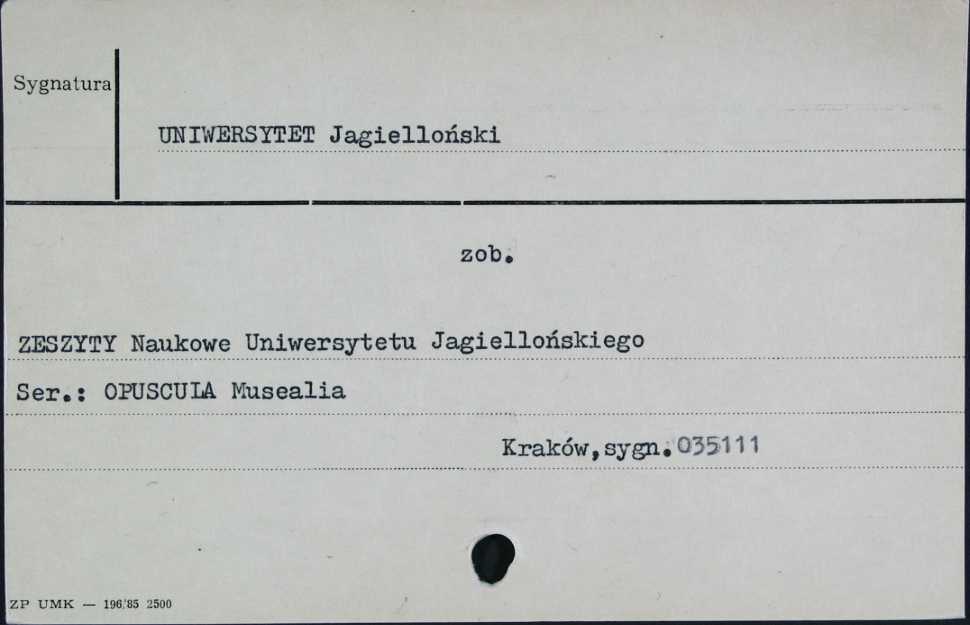 Sygnatura
UNIWERSYTET Jagielloński
zob.
ZESZYTY Naukowe Uniwersytetu Jagiellońskiego
Ser.: OPUSCULA Musealia
Kraków,sygn.035111
ZP UMK — 196/85 2500